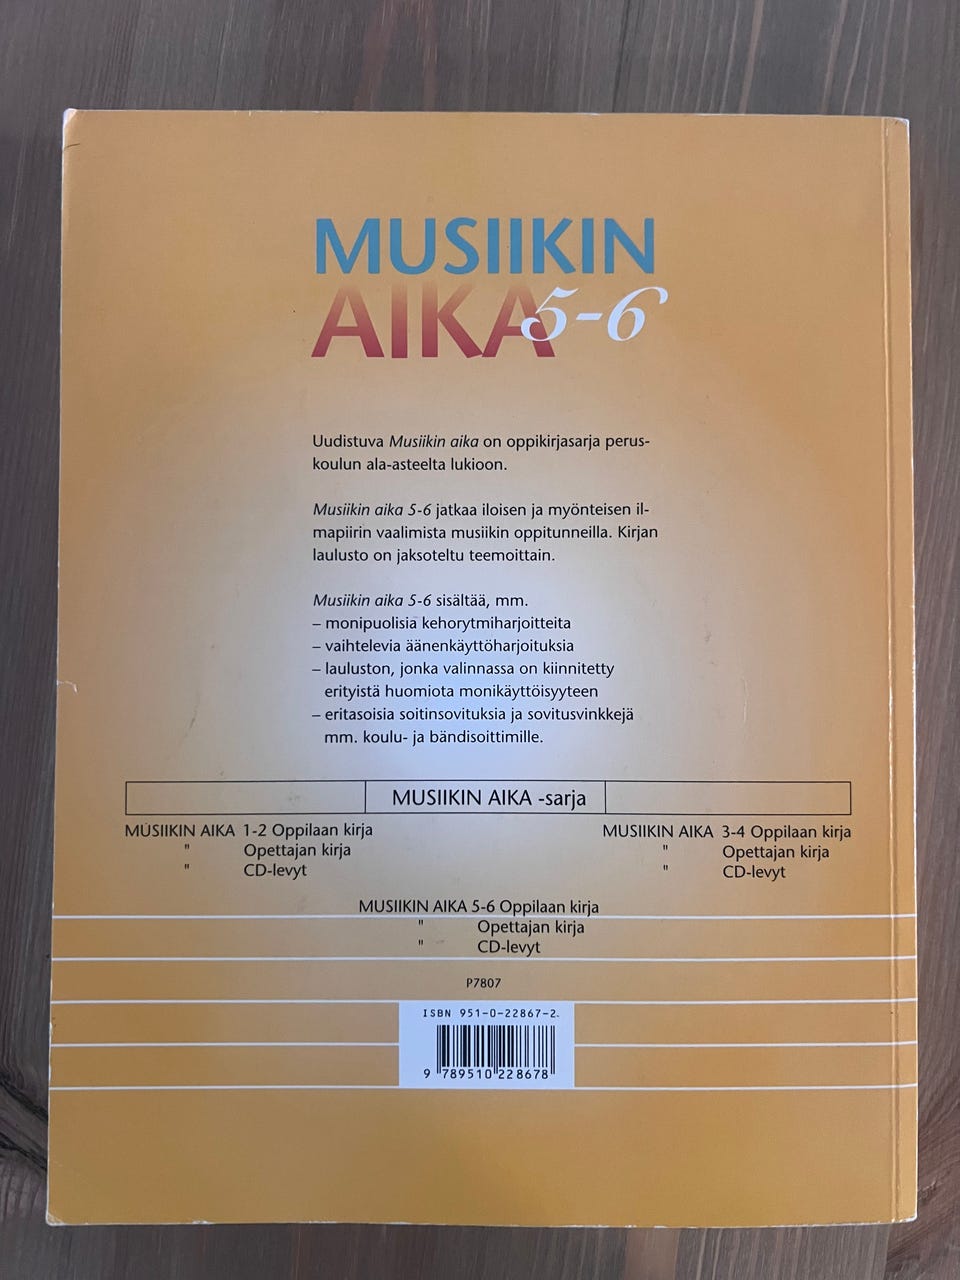 MUSIIKIN
AIKA 5-6
Uudistuva Musiikin aika on oppikirjasarja perus-
koulun ala-asteelta lukioon.
Musiikin aika 5-6 jatkaa iloisen ja myönteisen il-
mapiirin vaalimista musiikin oppitunneilla. Kirjan
laulusto on jaksoteltu teemoittain.
Musiikin aika 5-6 sisältää, mm.
– monipuolisia kehorytmiharjoitteita
– vaihtelevia äänenkäyttöharjoituksia
– lauluston, jonka valinnassa on kiinnitetty
erityistä huomiota monikäyttöisyyteen
– eritasoisia soitinsovituksia ja sovitusvinkkejä
mm. koulu- ja bändisoittimille.
MUSIIKIN AIKA -sarja
MUSIIKIN AIKA 1-2 Oppilaan kirja
" Opettajan kirja
" CD-levyt
MUSIIKIN AIKA 3-4 Oppilaan kirja
" Opettajan kirja
" CD-levyt
MUSIIKIN AIKA 5-6 Oppilaan kirja
" Opettajan kirja
" CD-levyt
P7807
ISBN 951-0-22867-2.
9 789510 228678